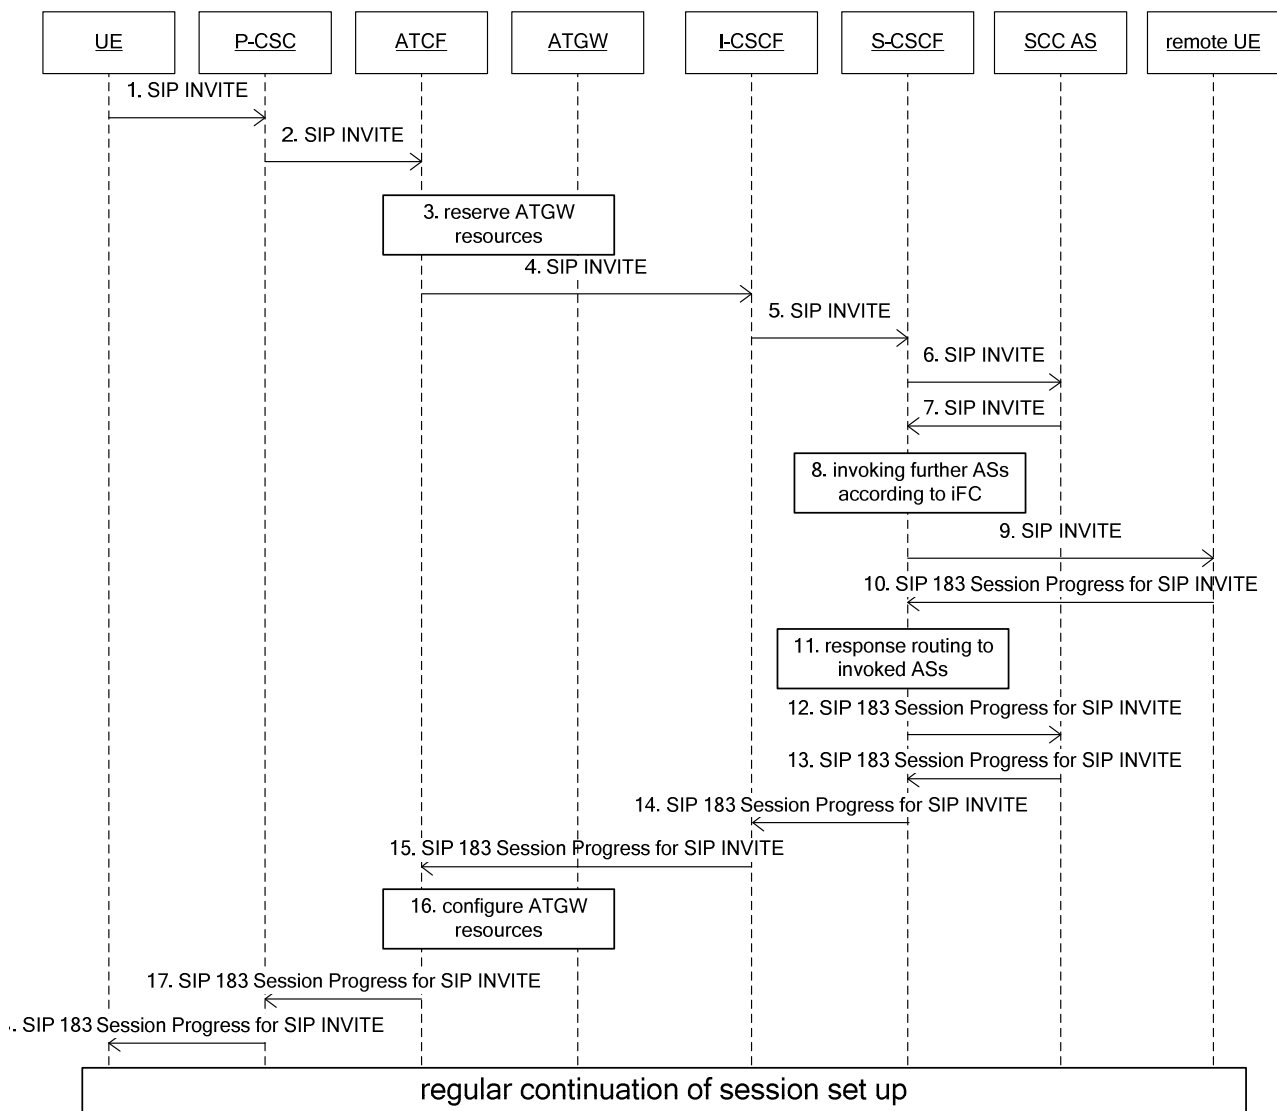 UE
P-CSC
ATCF
ATGW
I-CSCF
S-CSCF
SCC AS
remote UE
1. SIP INVITE
2. SIP INVITE
3. reserve ATGW
resources
4. SIP INVITE
5. SIP INVITE
6. SIP INVITE
7. SIP INVITE
8. invoking further ASs
according to iFC
9. SIP INVITE
10. SIP 183 Session Progress for SIP INVITE
11. response routing to
invoked ASs
12. SIP 183 Session Progress for SIP INVITE
13. SIP 183 Session Progress for SIP INVITE
14. SIP 183 Session Progress for SIP INVITE
15. SIP 183 Session Progress for SIP INVITE
16. configure ATGW
resources
17. SIP 183 Session Progress for SIP INVITE
. SIP 183 Session Progress for SIP INVITE
regular continuation of session set up